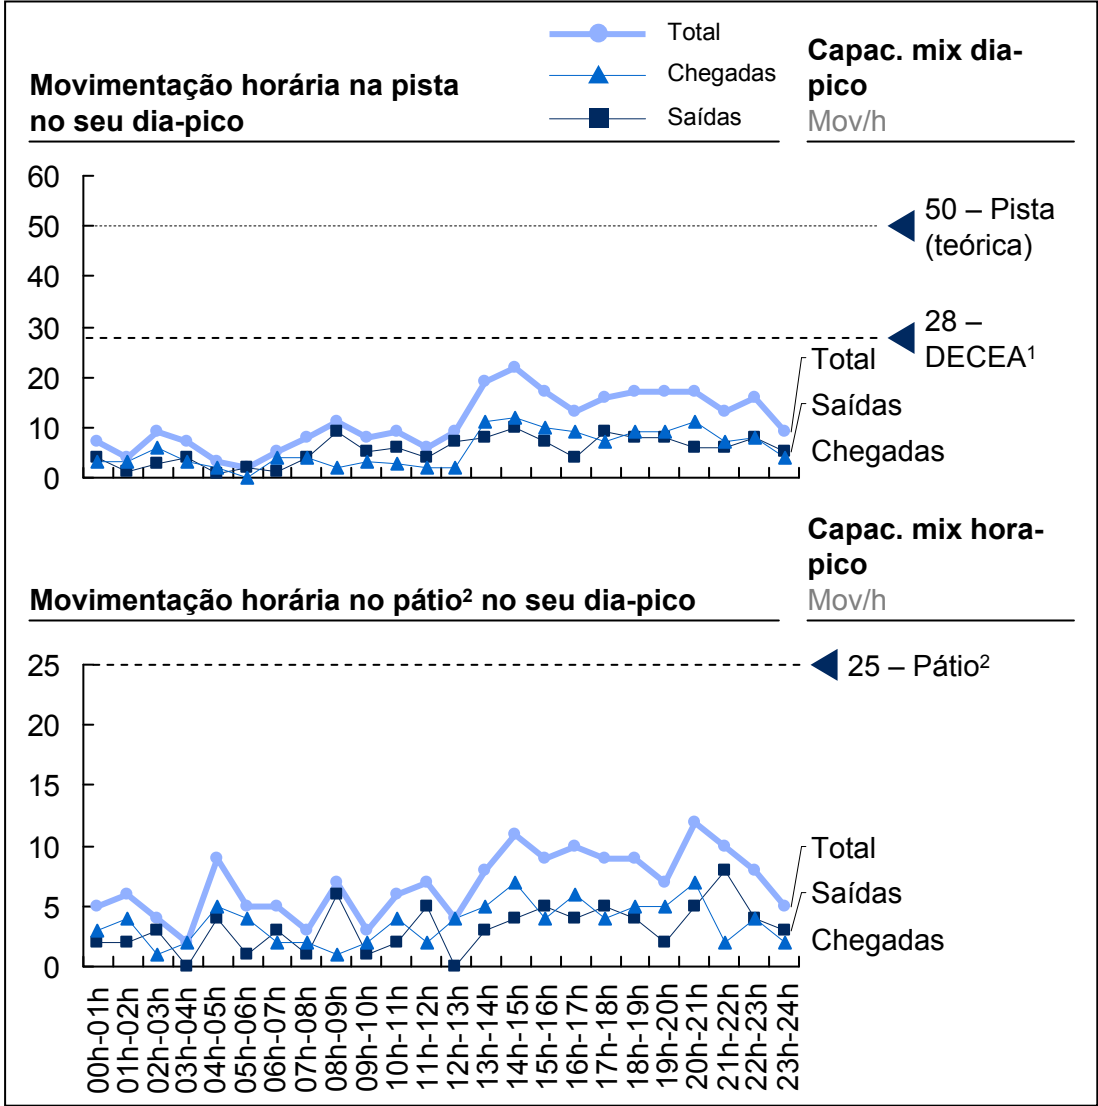 Total
Chegadas
Saídas
Movimentação horária na pista
no seu dia-pico
Capac. mix dia-
pico
Mov/h
60
50
40
30
20
10
0
50 – Pista
(teórica)
28 –
DECEA¹
Total
Saídas
Chegadas
Capac. mix hora-
pico
Mov/h
Movimentação horária no pátio² no seu dia-pico
25
20
15
10
5
0
25 – Pátio²
Total
Saídas
Chegadas
00h-01h
01h-02h
02h-03h
03h-04h
04h-05h
05h-06h
06h-07h
07h-08h
08h-09h
09h-10h
10h-11h
11h-12h
12h-13h
13h-14h
14h-15h
15h-16h
16h-17h
17h-18h
18h-19h
19h-20h
20h-21h
21h-22h
22h-23h
23h-24h